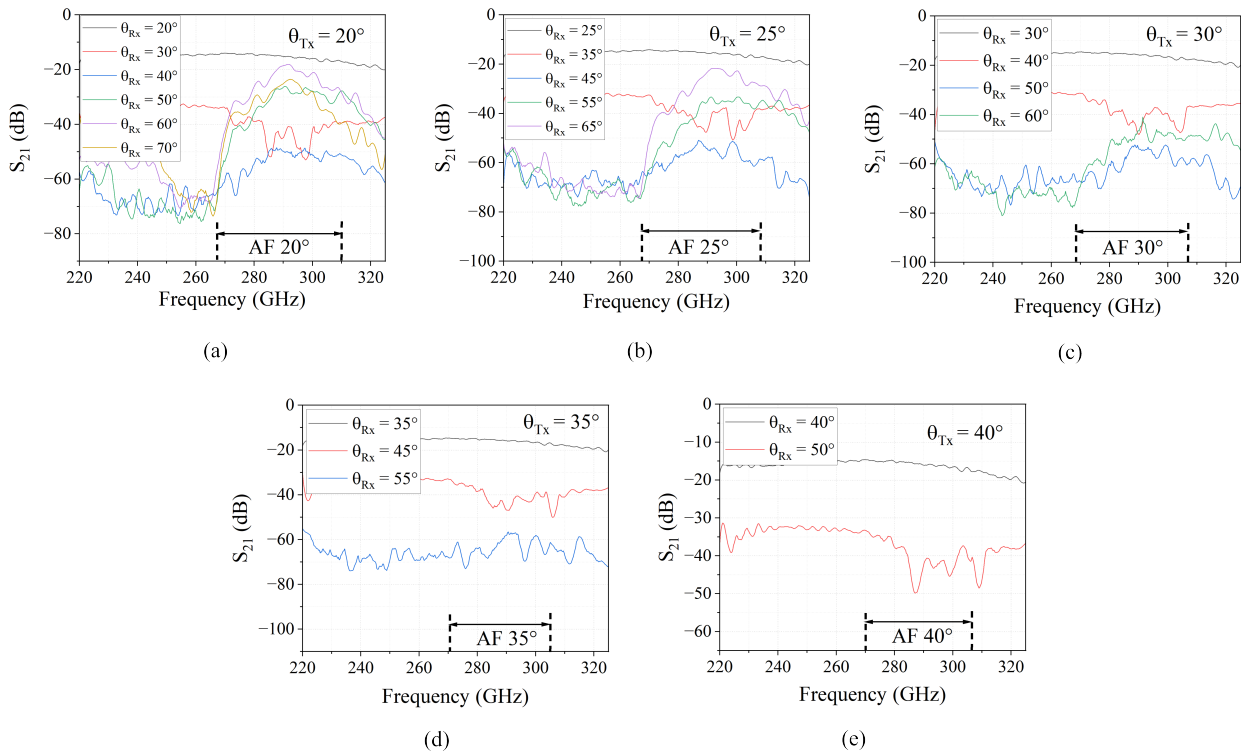 0
−20
−40
−60
−80
S21 (dB)
θRx = 20°
θRx = 30°
θRx = 40°
θRx = 50°
θRx = 60°
θRx = 70°
θTx = 20°
AF 20°
220 240 260 280 300 320
Frequency (GHz)
(a)
0
−20
−40
−60
−80
−100
S21 (dB)
θRx = 25°
θRx = 35°
θRx = 45°
θRx = 55°
θRx = 65°
θTx = 25°
AF 25°
220 240 260 280 300 320
Frequency (GHz)
(b)
0
−20
−40
−60
−80
−100
S21 (dB)
θRx = 30°
θRx = 40°
θRx = 50°
θRx = 60°
θTx = 30°
AF 30°
220 240 260 280 300 320
Frequency (GHz)
(c)
0
−20
−40
−60
−80
−100
S21 (dB)
θRx = 35°
θRx = 45°
θRx = 55°
θTx = 35°
AF 35°
220 240 260 280 300 320
Frequency (GHz)
(d)
0
−5
−10
−15
−20
−30
−40
−50
−60
S21 (dB)
θRx = 40°
θRx = 50°
θTx = 40°
AF 40°
220 240 260 280 300 320
Frequency (GHz)
(e)